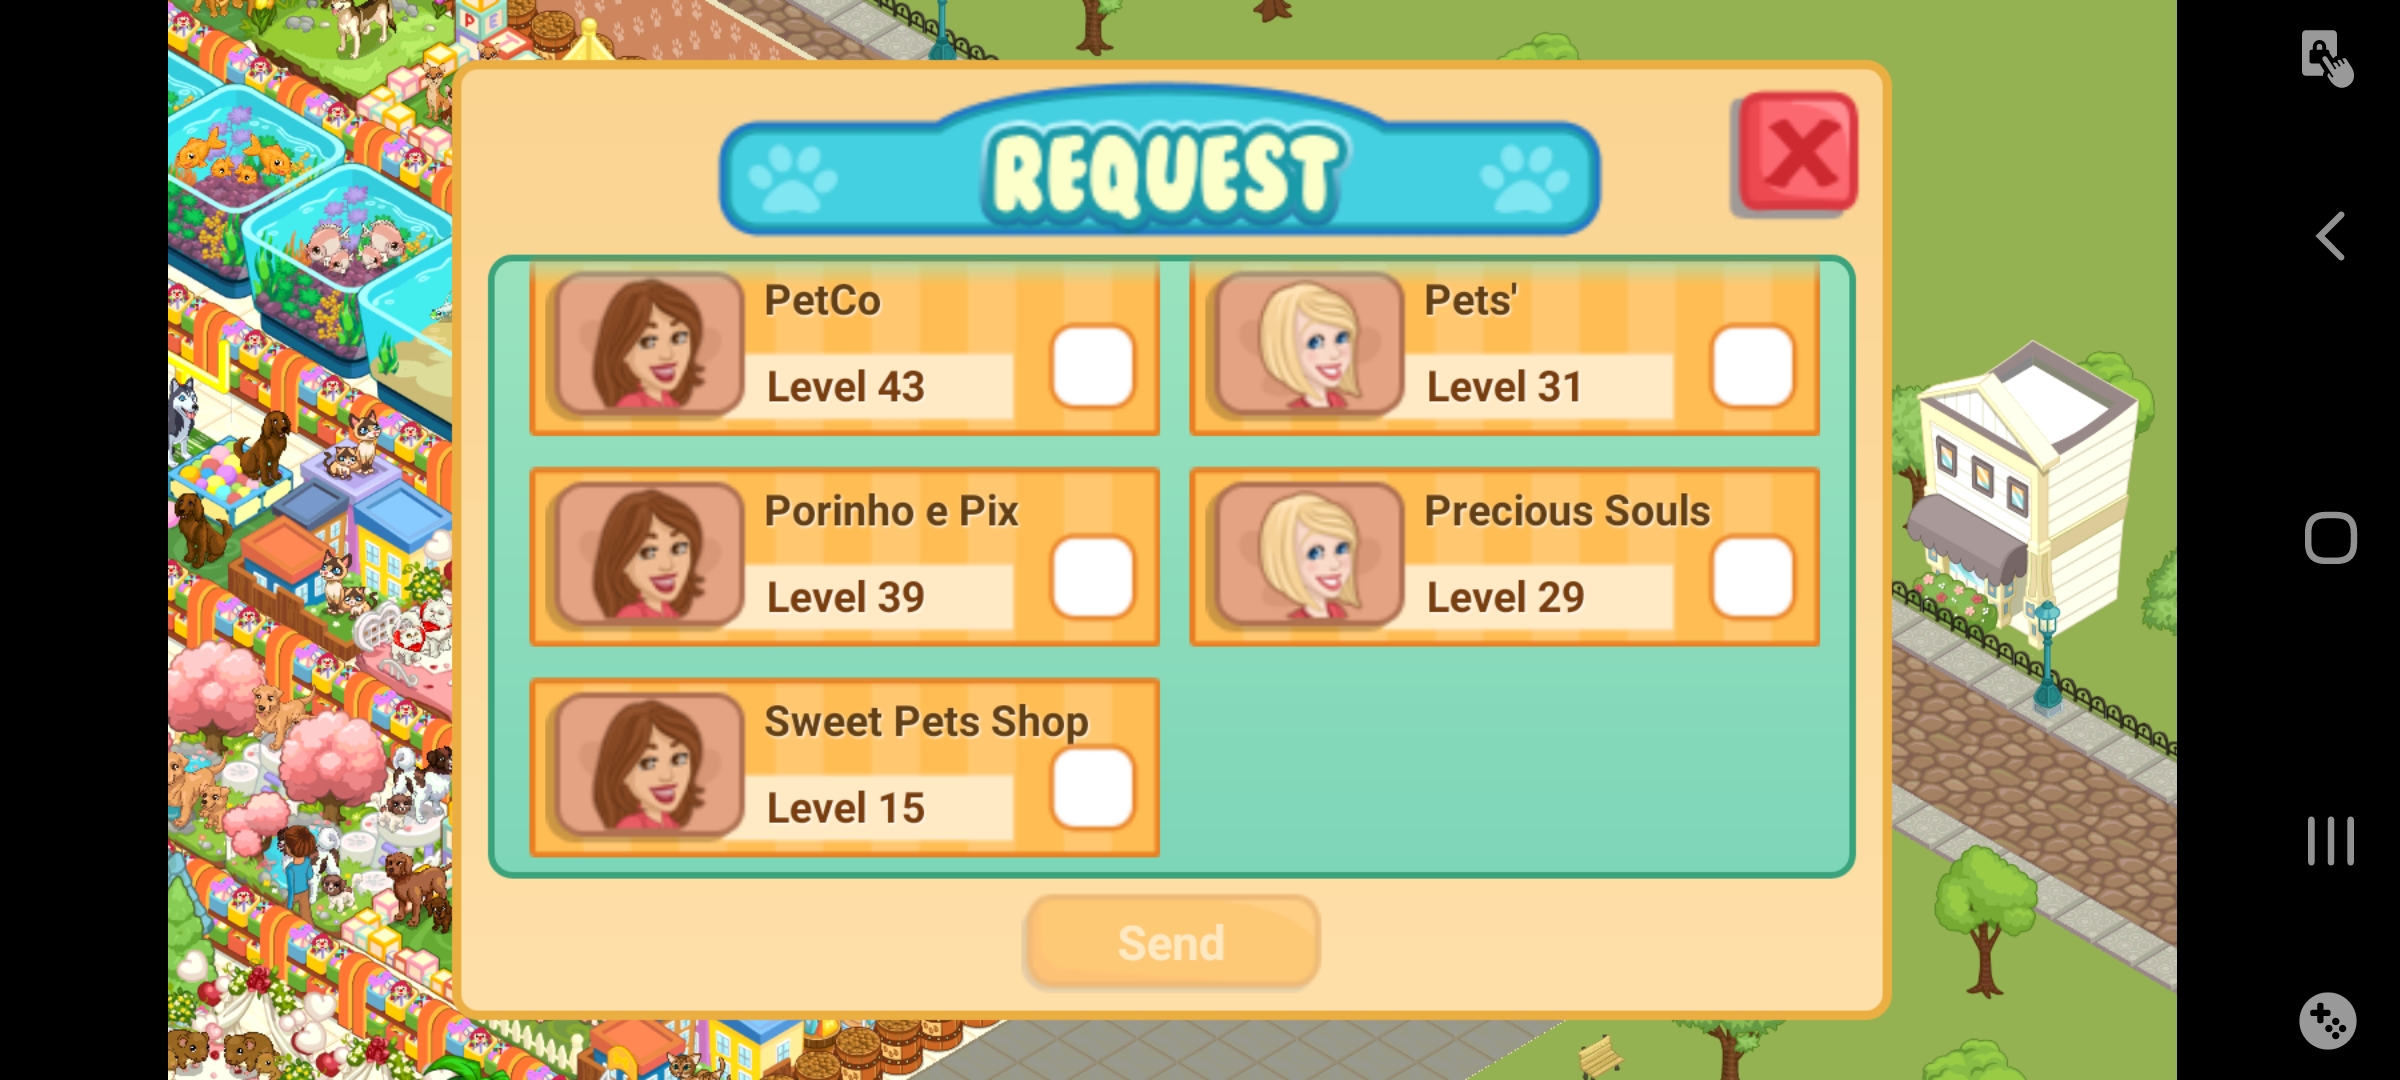 REQUEST
PetCo
Level 43
Pets'
Level 31
Porinho e Pix
Level 39
Precious Souls
Level 29
Sweet Pets Shop
Level 15
Send